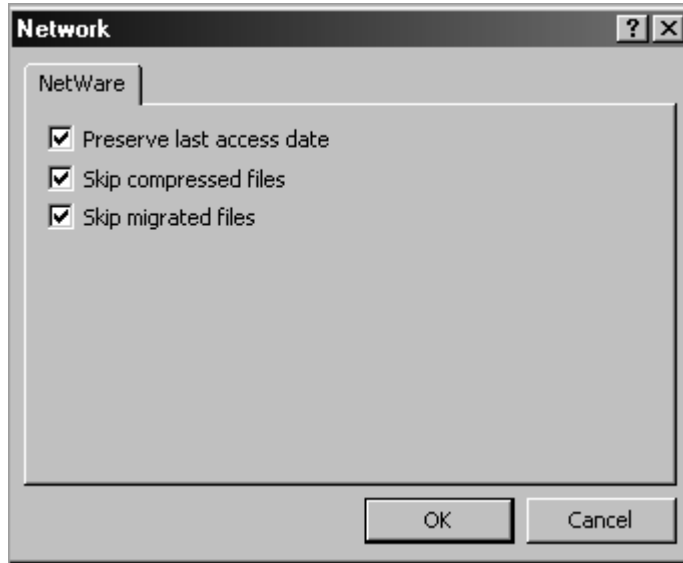 Network
NetWare
Preserve last access date
Skip compressed files
Skip migrated files
OK
Cancel